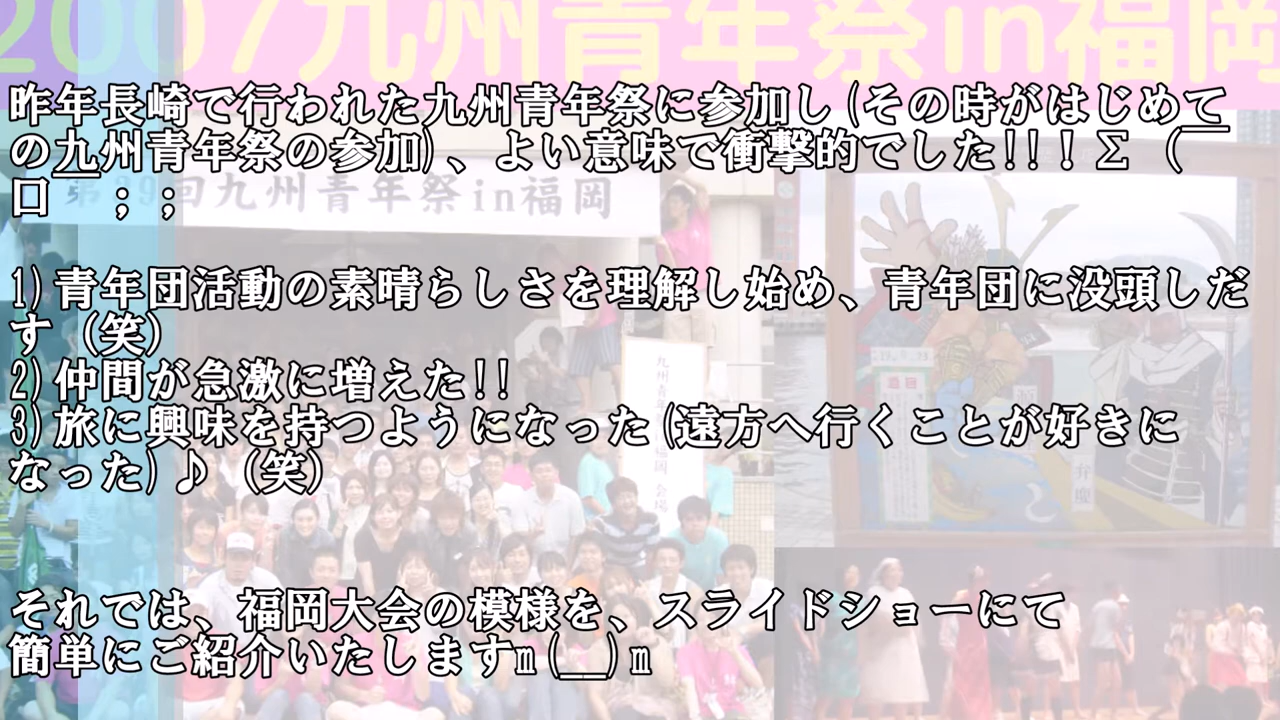 2007九州青年祭in福岡
昨年長崎で行われた九州青年祭に参加し(その時がはじめて
の九州青年祭の参加)、よい意味で衝撃的でした!!!Σ（￣
口￣；；
第39回九州青年祭in福岡
1)青年団活動の素晴らしさを理解し始め、青年団に没頭しだ
す（笑）
2)仲間が急激に増えた!!
3)旅に興味を持つようになった(遠方へ行くことが好きに
なった)♪（笑）
弁慶
それでは、福岡大会の模様を、スライドショーにて
簡単にご紹介いたしますm(__)m